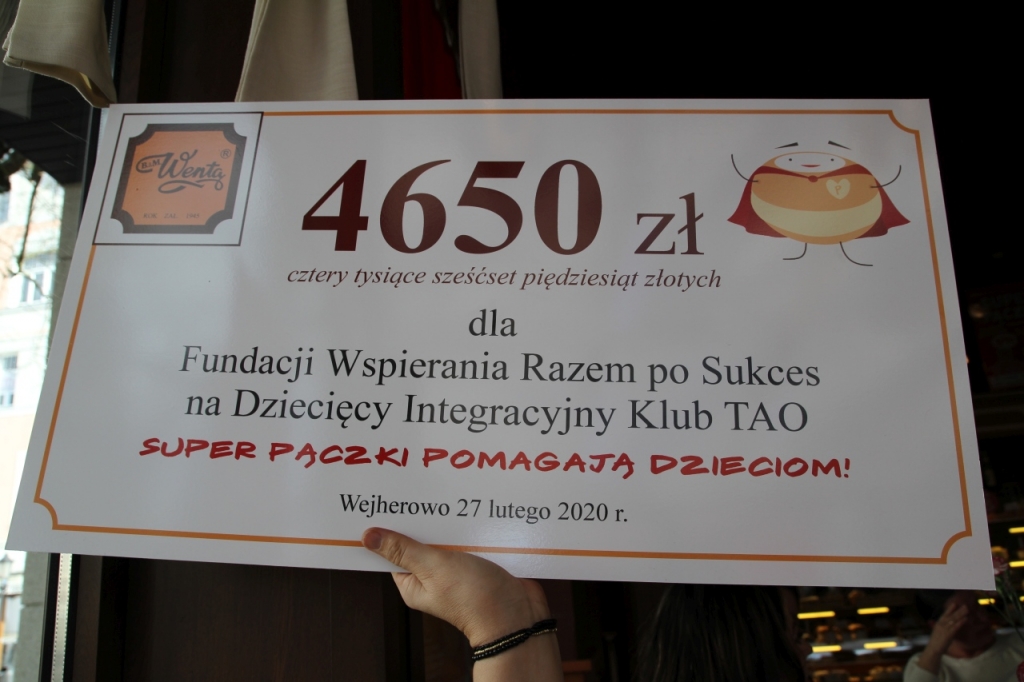 B.i.M. Wenta ®
4650 zł
cztery tysiące sześćset piędziesiąt złotych
dla
Fundacji Wspierania Razem po Sukces
na Dziecięcy Integracyjny Klub TAO
SUPER PĄCZKI POMAGAJĄ DZIECIOM!
Wejherowo 27 lutego 2020 r.